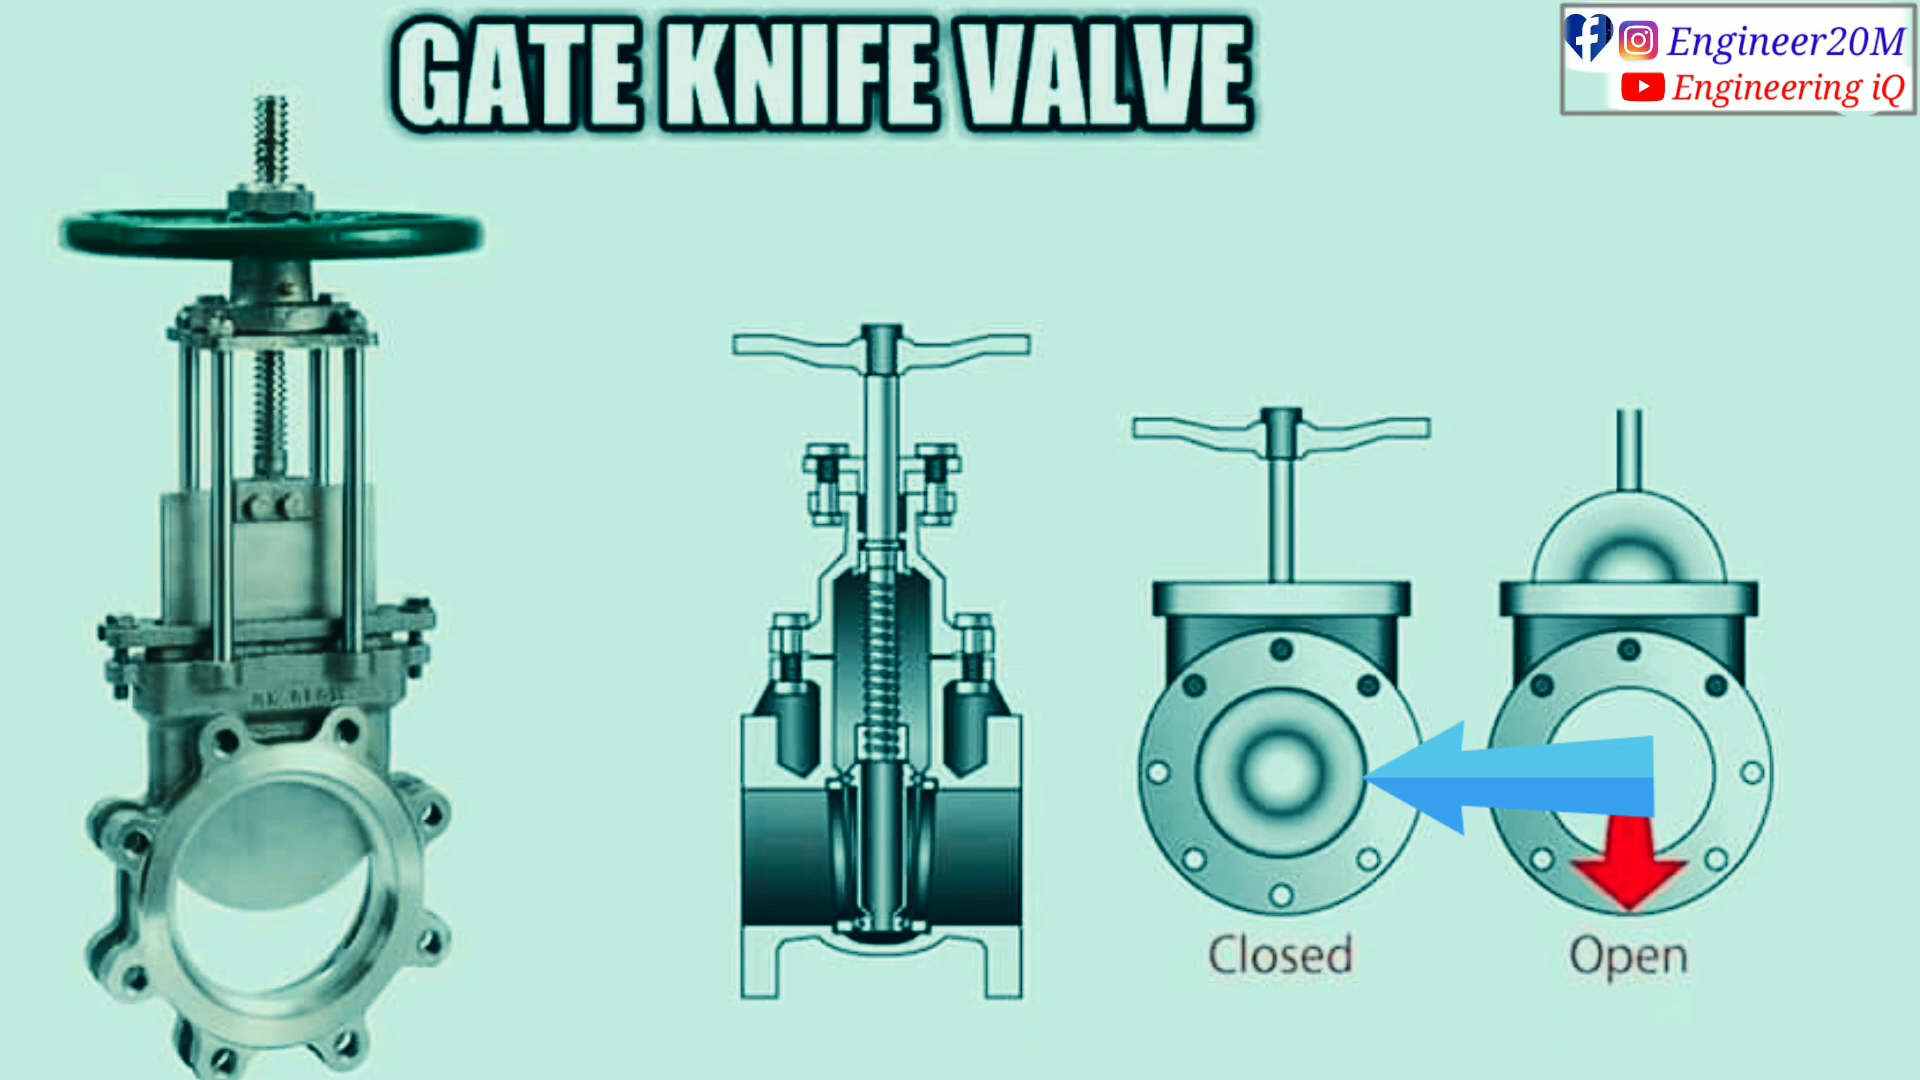 GATE KNIFE VALVE
Engineer20M
Engineering iQ
Closed
Open